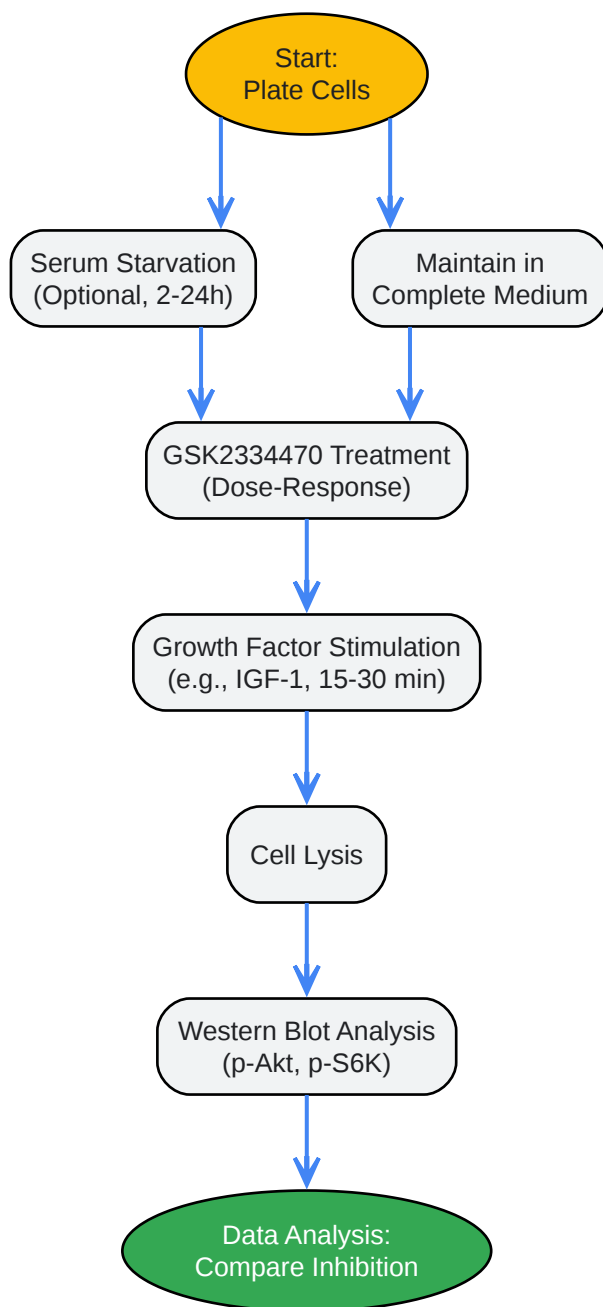 Start:
Plate Cells
Serum Starvation
(Optional, 2-24h)
Maintain in
Complete Medium
GSK2334470 Treatment
(Dose-Response)
Growth Factor Stimulation
(e.g., IGF-1, 15-30 min)
Cell Lysis
Western Blot Analysis
(p-Akt, p-S6K)
Data Analysis:
Compare Inhibition